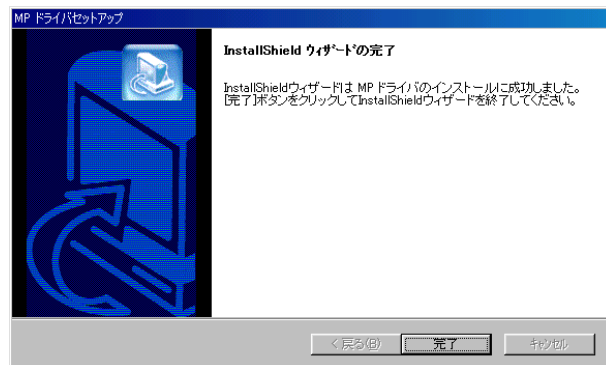 MP ドライバセットアップ
InstallShield ｳｨｻﾞｰﾄﾞの完了
InstallShieldウィザードは MP ドライバのインストールに成功しました。
[完了]ボタンをクリックしてInstallShieldウィザードを終了してください。
< 戻る(B)
完了
ｷｬﾝｾﾙ